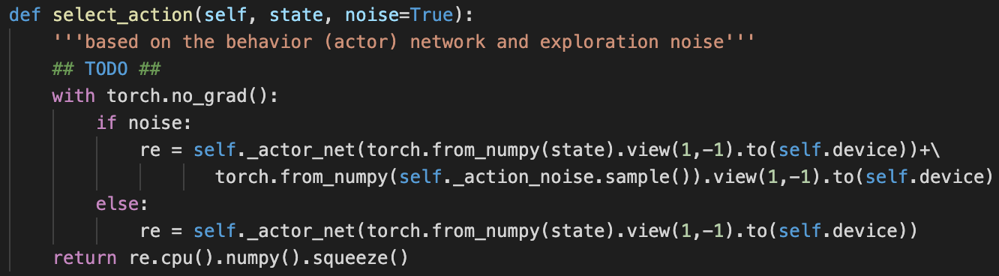 def select_action(self, state, noise=True):
    '''based on the behavior (actor) network and exploration noise'''
    ## TODO ##
    with torch.no_grad():
        if noise:
            re = self._actor_net(torch.from_numpy(state).view(1,-1).to(self.device))+\
                   torch.from_numpy(self._action_noise.sample()).view(1,-1).to(self.device)
        else:
            re = self._actor_net(torch.from_numpy(state).view(1,-1).to(self.device))
    return re.cpu().numpy().squeeze()